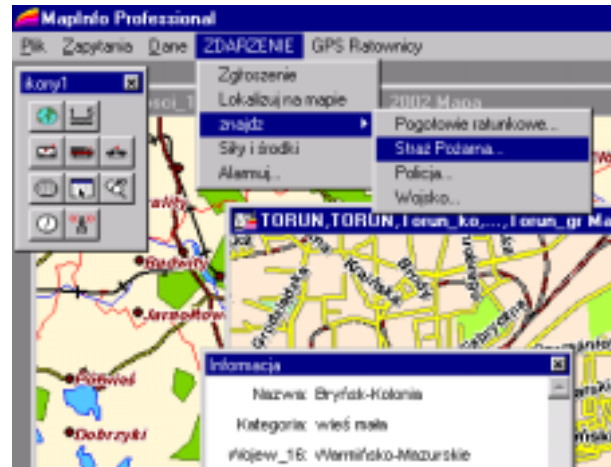 MapInfo Professional
Plik Zapytania Dane ZDARZENIE GPS Ratownicy
ikony1
Zgłoszenie
Lokalizuj na mapie
znajdz
Siły i środki
Alarmuj...
2002 Mapa
Pogotowie ratunkowe...
Straż Pożarna...
Policja...
Wojsko...
TORUN,TORUN,Torun_ko,...,Torun_gr Ma
Grodzieńska
Dobrzyki
Informacja
Nazwa: Bryńsk-Kolonia
Kategoria: wieś mała
Wojew_16: Warmińsko-Mazurskie